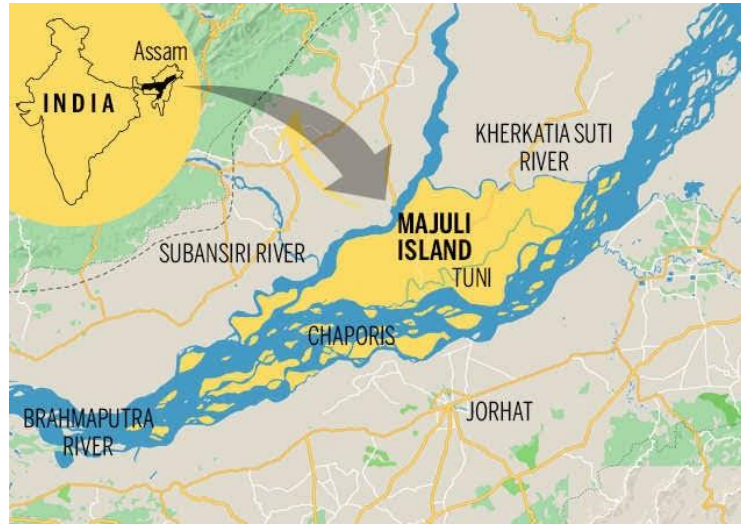 Assam
INDIA
KHERKATIA SUTI
RIVER
MAJULI
ISLAND
SUBANSIRI RIVER
TUNI
CHAPORIS
BRAHMAPUTRA
RIVER
JORHAT